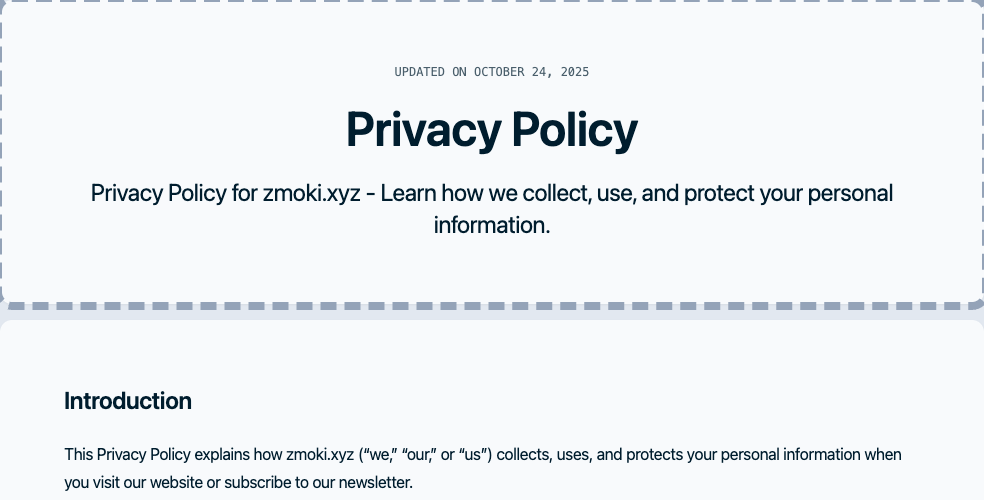 UPDATED ON OCTOBER 24, 2025
Privacy Policy
Privacy Policy for zmoki.xyz - Learn how we collect, use, and protect your personal
information.
Introduction
This Privacy Policy explains how zmoki.xyz (“we,” “our,” or “us”) collects, uses, and protects your personal information when
you visit our website or subscribe to our newsletter.